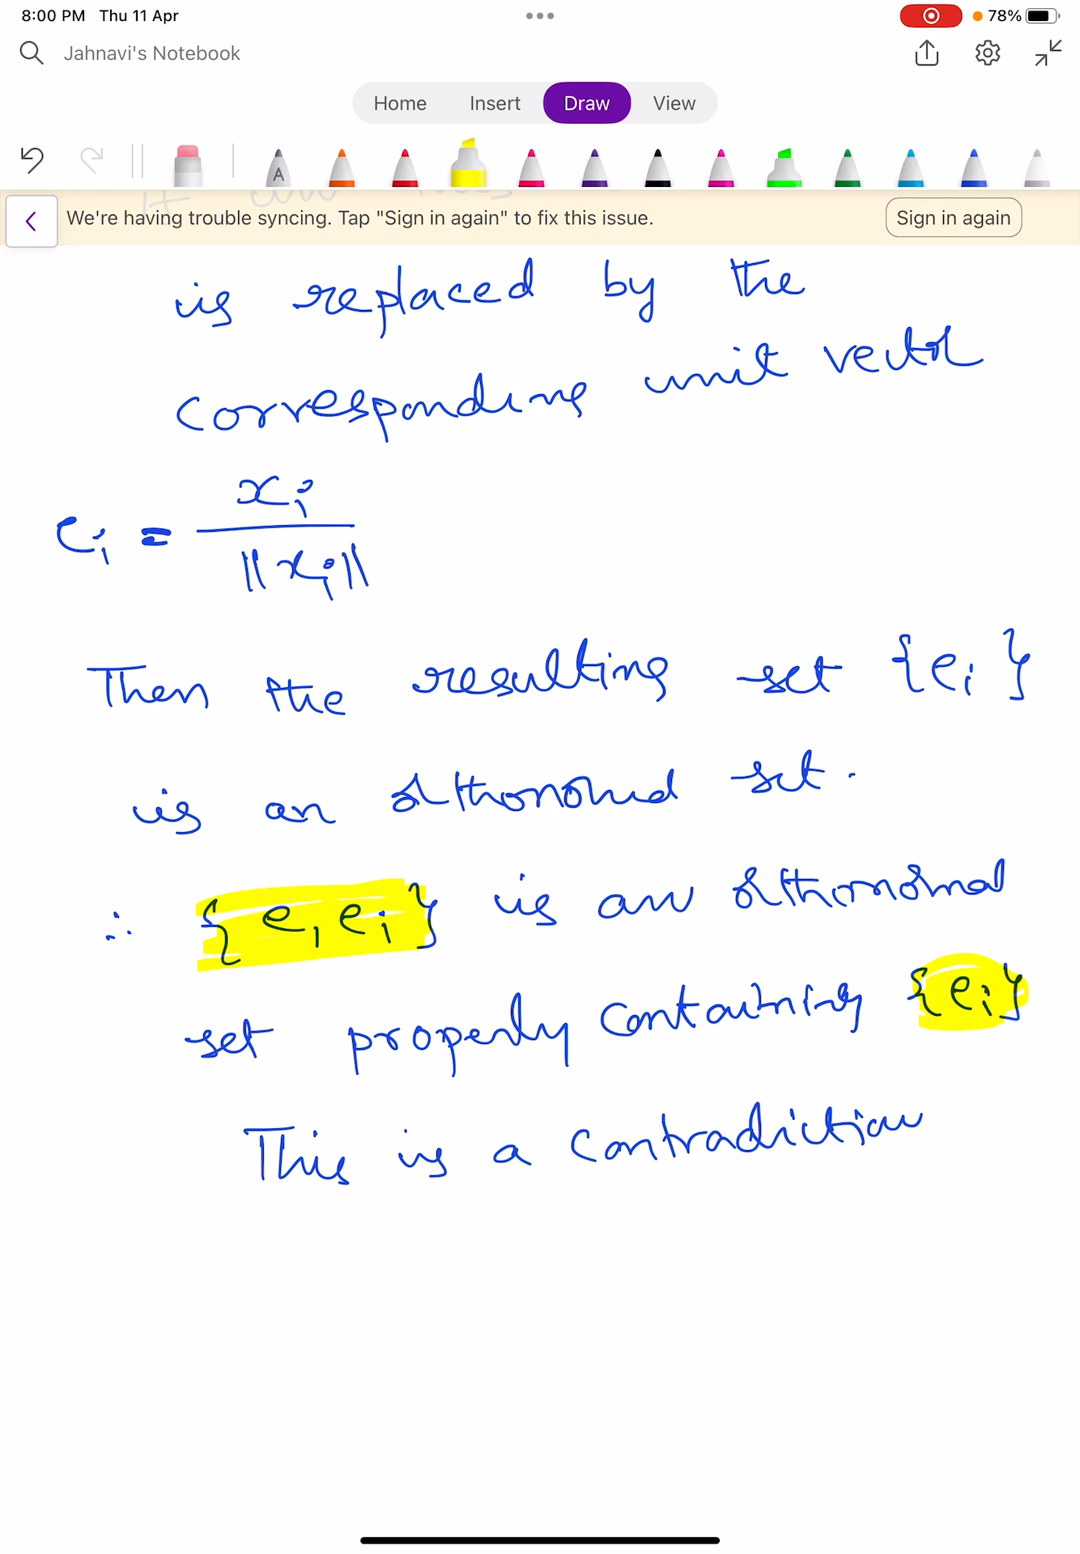 8:00 PM Thu 11 Apr
78%
Jahnavi's Notebook
Home Insert Draw View
A
We're having trouble syncing. Tap "Sign in again" to fix this issue.
Sign in again
is replaced by the
corresponding unit vector
eᵢ = xᵢ / ||xᵢ||
Then the resulting set {eᵢ}
is an orthonormal set.
∴ {e, eᵢ} is an orthonormal
set properly containing {eᵢ}
This is a contradiction